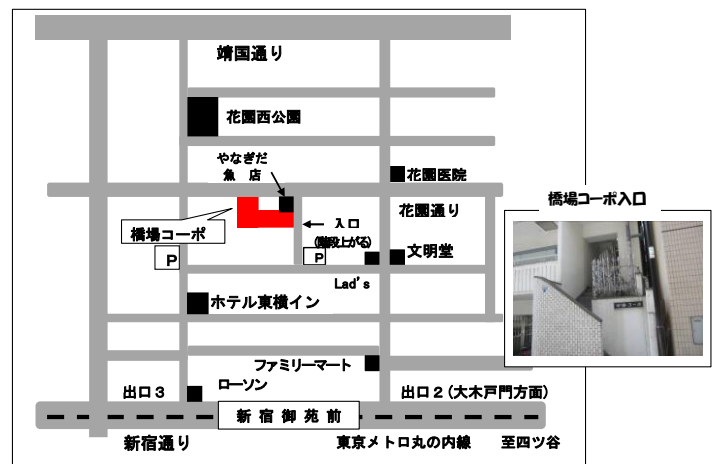 靖国通り
花園西公園
やなぎだ
魚 店
花園医院
橋場コーポ入口
花園通り
橋場コーポ
入口
(階段上がる)
P
P
文明堂
Lad's
ホテル東横イン
ファミリーマート
ローソン
出口3
出口2(大木戸門方面)
新宿御苑前
新宿通り
東京メトロ丸の内線
至四ツ谷